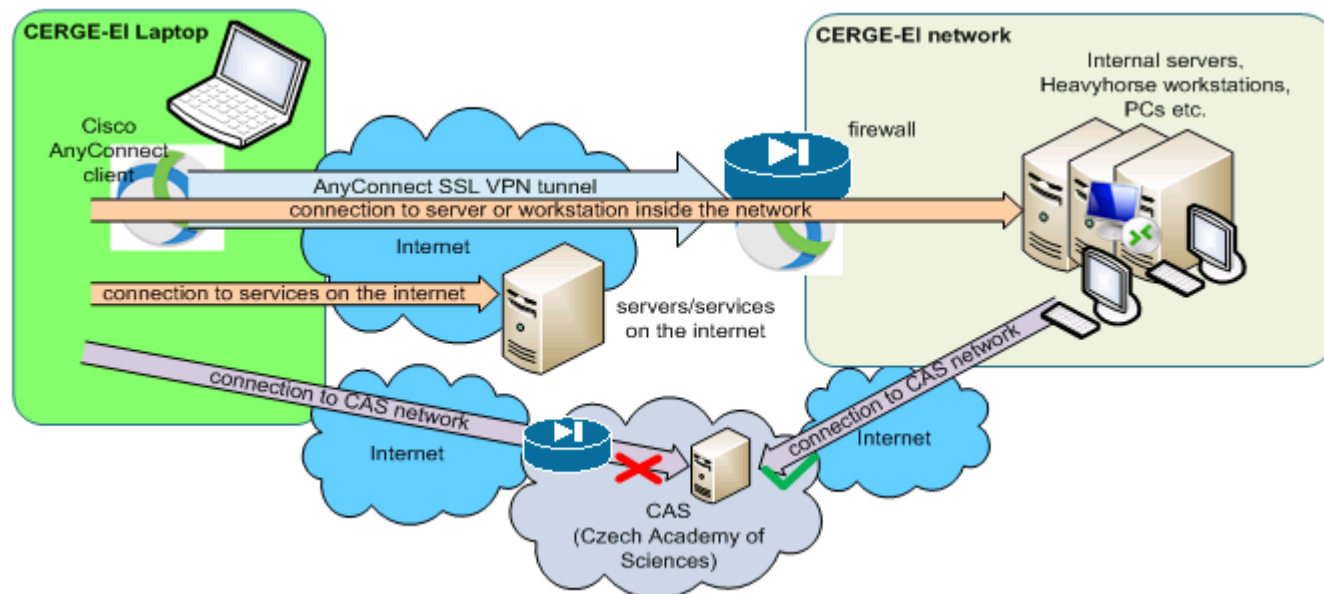 CERGE-EI Laptop
Cisco
AnyConnect
client
AnyConnect SSL VPN tunnel
connection to server or workstation inside the network
Internet
connection to services on the internet
servers/services
on the internet
firewall
CERGE-EI network
Internal servers,
Heavyhorse workstations,
PCs etc.
connection to CAS network
Internet
connection to CAS network
Internet
CAS
(Czech Academy of
Sciences)